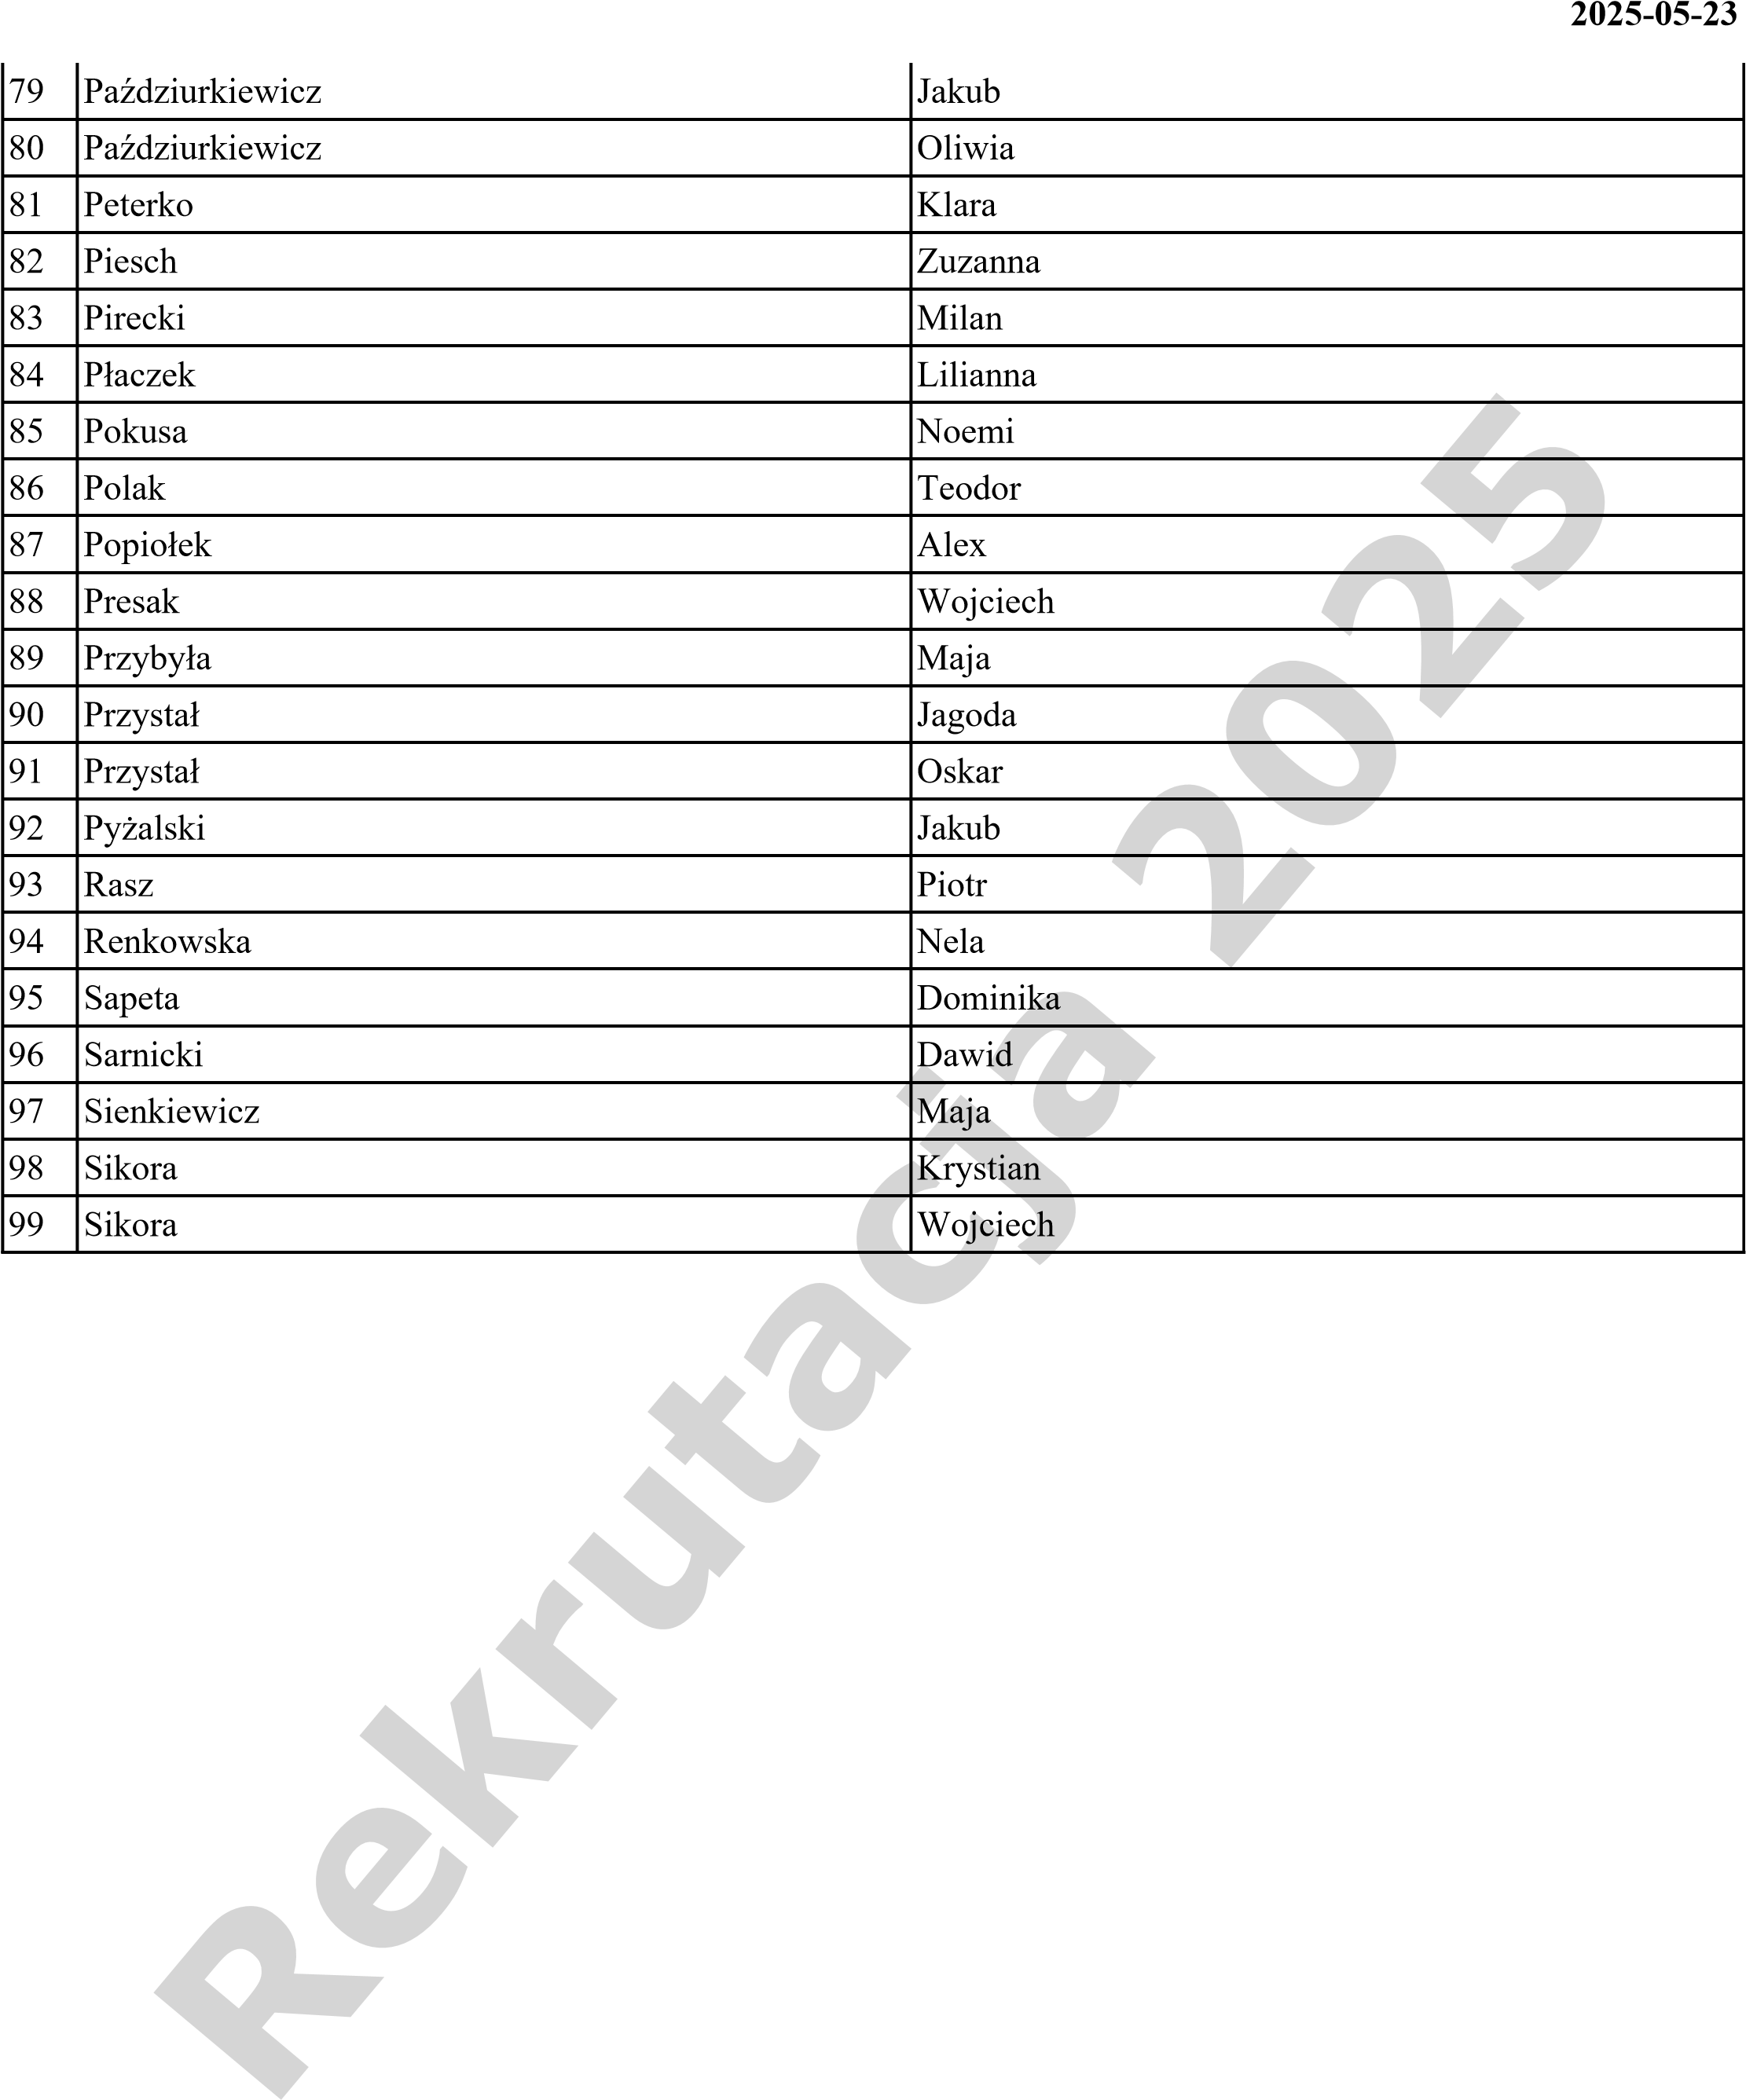 2025-05-23
79 Paździurkiewicz Jakub
80 Paździurkiewicz Oliwia
81 Peterko Klara
82 Piesch Zuzanna
83 Pirecki Milan
84 Płaczek Lilianna
85 Pokusa Noemi
86 Polak Teodor
87 Popiołek Alex
88 Presak Wojciech
89 Przybyła Maja
90 Przystał Jagoda
91 Przystał Oskar
92 Pyżalski Jakub
93 Rasz Piotr
94 Renkowska Nela
95 Sapeta Dominika
96 Sarnicki Dawid
97 Sienkiewicz Maja
98 Sikora Krystian
99 Sikora Wojciech
Rekrutacja 2025